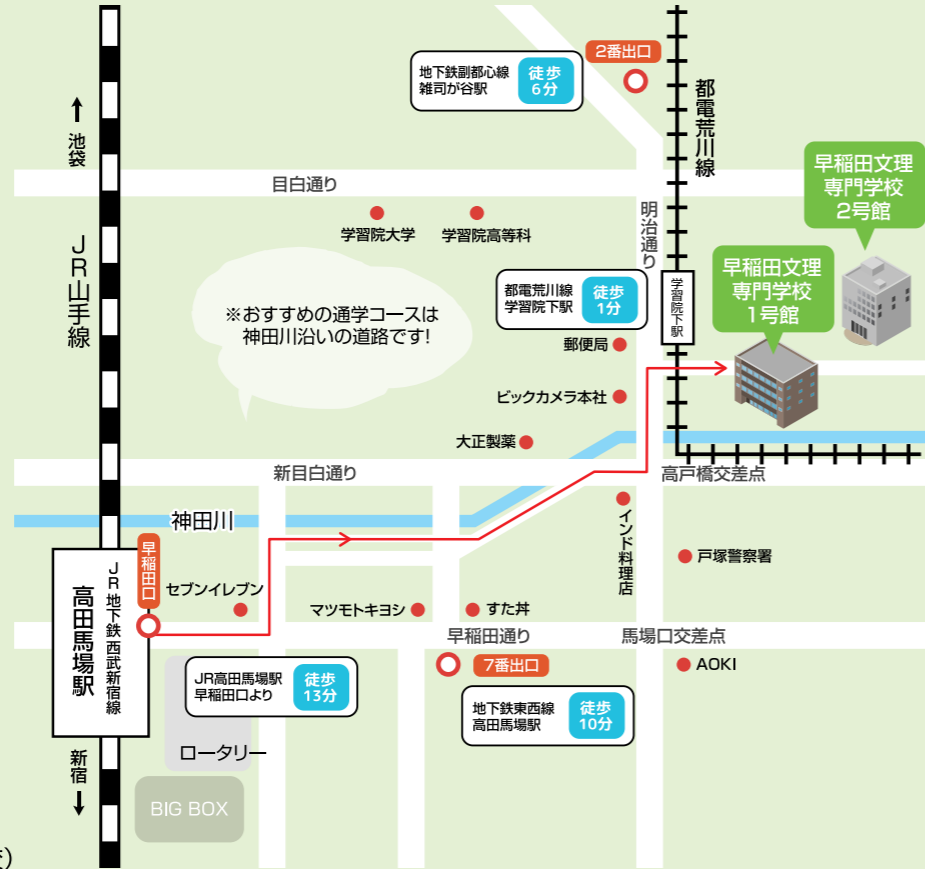 2番出口
地下鉄副都心線
雑司が谷駅
徒歩
6分
都電荒川線
池袋
早稲田文理
専門学校
2号館
目白通り
明治通り
学習院大学
学習院高等科
JR山手線
早稲田文理
専門学校
1号館
都電荒川線
学習院下駅
徒歩
1分
学習院下駅
※おすすめの通学コースは
神田川沿いの道路です!
郵便局
ビックカメラ本社
大正製薬
新目白通り
高戸橋交差点
神田川
インド料理店
早稲田口
戸塚警察署
JR 地下鉄 西武新宿線
高田馬場駅
セブンイレブン
マツモトキヨシ
すた丼
早稲田通り
馬場口交差点
7番出口
AOKI
JR高田馬場駅
早稲田口より
徒歩
13分
地下鉄東西線
高田馬場駅
徒歩
10分
ロータリー
新宿
BIG BOX